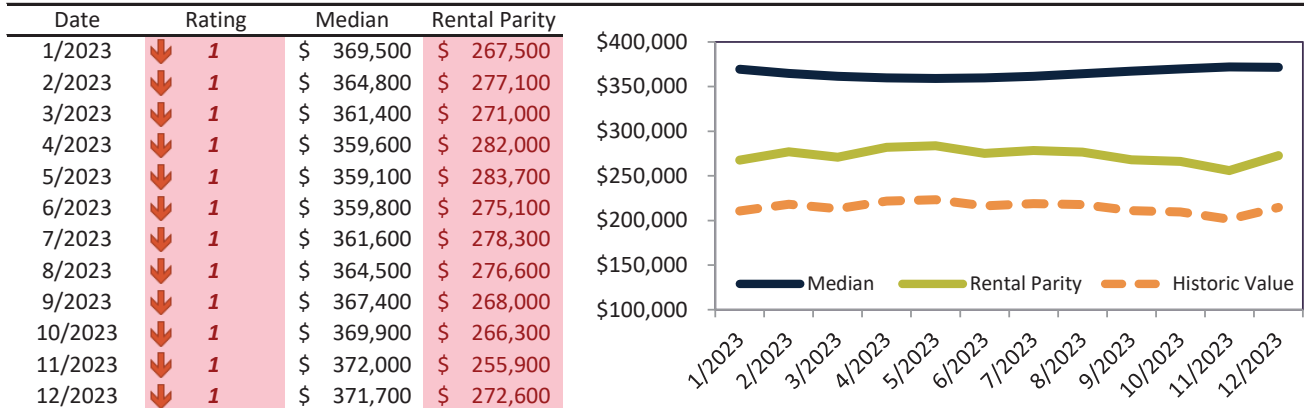 Date Rating Median Rental Parity
1/2023 1 $ 369,500 $ 267,500
2/2023 1 $ 364,800 $ 277,100
3/2023 1 $ 361,400 $ 271,000
4/2023 1 $ 359,600 $ 282,000
5/2023 1 $ 359,100 $ 283,700
6/2023 1 $ 359,800 $ 275,100
7/2023 1 $ 361,600 $ 278,300
8/2023 1 $ 364,500 $ 276,600
9/2023 1 $ 367,400 $ 268,000
10/2023 1 $ 369,900 $ 266,300
11/2023 1 $ 372,000 $ 255,900
12/2023 1 $ 371,700 $ 272,600
$400,000
$350,000
$300,000
$250,000
$200,000
$150,000
$100,000
Median Rental Parity Historic Value
1/2023 2/2023 3/2023 4/2023 5/2023 6/2023 7/2023 8/2023 9/2023 10/2023 11/2023 12/2023